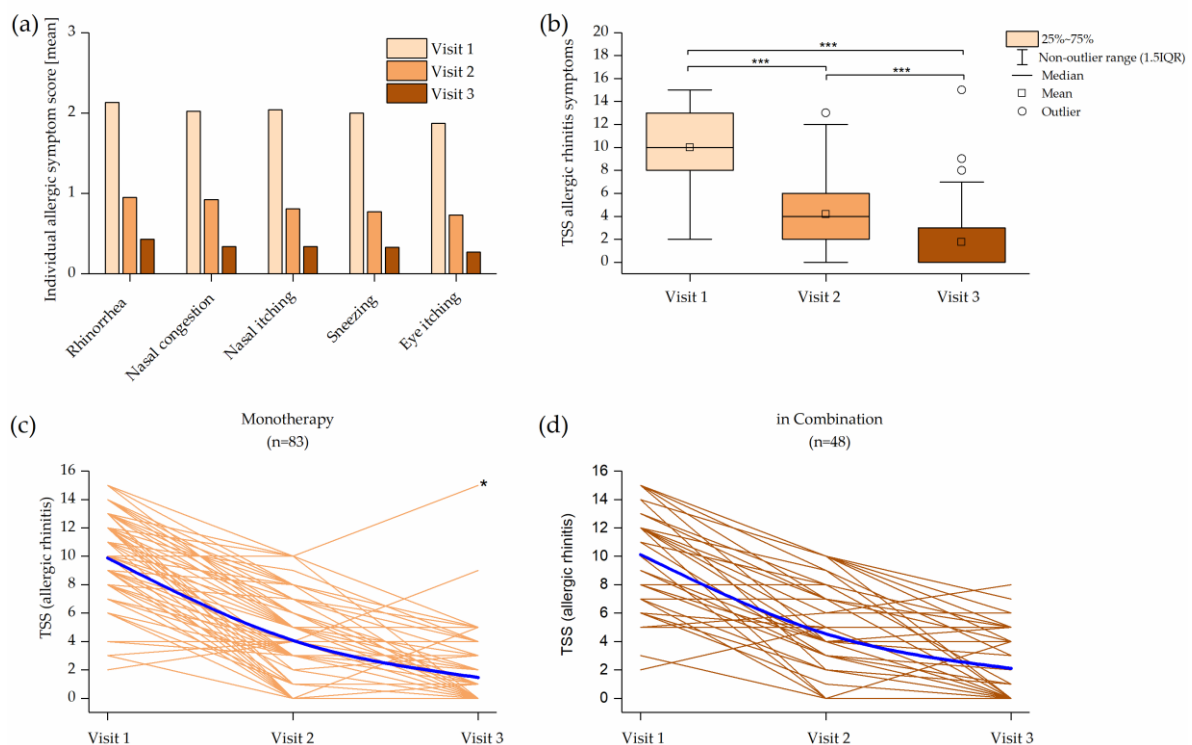 (a)
Individual allergic symptom score [mean]
3
2
1
0
Visit 1
Visit 2
Visit 3
Rhinorrhea
Nasal congestion
Nasal itching
Sneezing
Eye itching
(b)
TSS allergic rhinitis symptoms
20
18
16
14
12
10
8
6
4
2
0
***
***
***
Visit 1
Visit 2
Visit 3
25%~75%
Non-outlier range (1.5IQR)
Median
Mean
Outlier
(c)
Monotherapy
(n=83)
TSS (allergic rhinitis)
16
14
12
10
8
6
4
2
0
*
Visit 1
Visit 2
Visit 3
(d)
in Combination
(n=48)
TSS (allergic rhinitis)
16
14
12
10
8
6
4
2
0
Visit 1
Visit 2
Visit 3